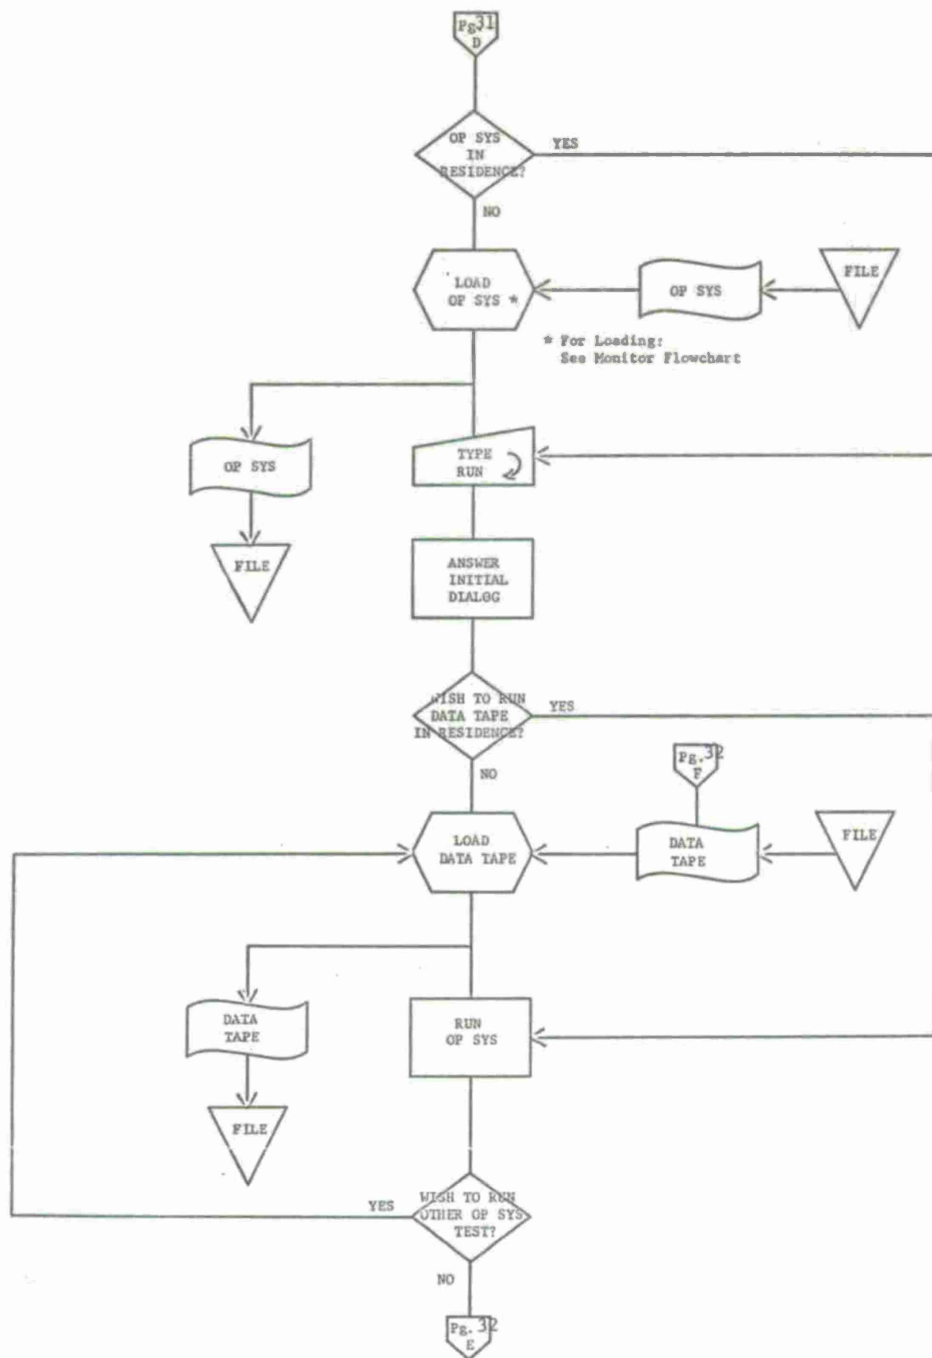 Pg.31
D
OP SYS
IN
RESIDENCE?
YES
NO
LOAD
OP SYS *
OP SYS
FILE
* For Loading:
See Monitor Flowchart
OP SYS
FILE
TYPE
RUN
ANSWER
INITIAL
DIALOG
WISH TO RUN
DATA TAPE
IN RESIDENCE?
YES
NO
Pg.32
F
LOAD
DATA TAPE
DATA
TAPE
FILE
DATA
TAPE
FILE
RUN
OP SYS
WISH TO RUN
OTHER OP SYS
TEST?
YES
NO
Pg.32
E